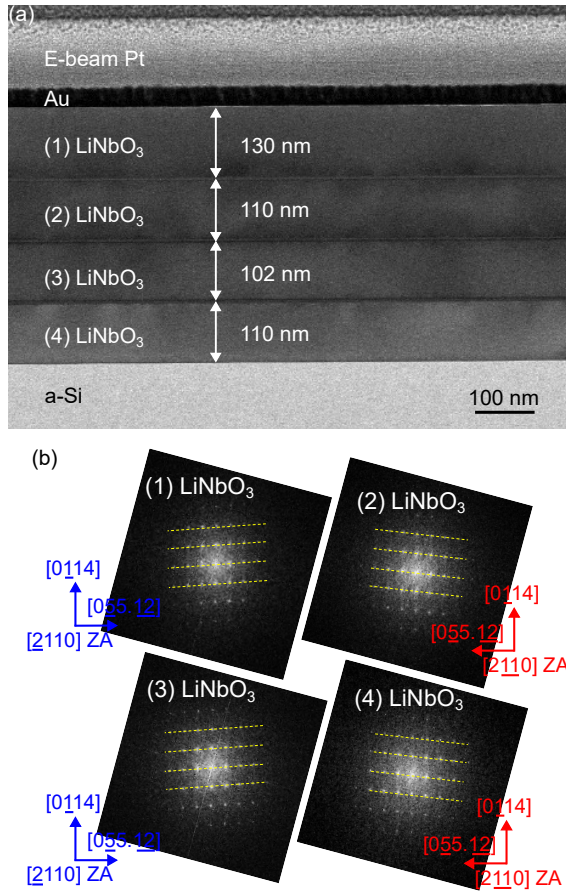 (a)
E-beam Pt
Au
(1) LiNbO₃ 130 nm
(2) LiNbO₃ 110 nm
(3) LiNbO₃ 102 nm
(4) LiNbO₃ 110 nm
a-Si 100 nm
(b)
(1) LiNbO₃
[0114]
[055.12]
[2110] ZA
(2) LiNbO₃
[0114]
[055.12]
[2110] ZA
(3) LiNbO₃
[0114]
[055.12]
[2110] ZA
(4) LiNbO₃
[0114]
[055.12]
[2110] ZA